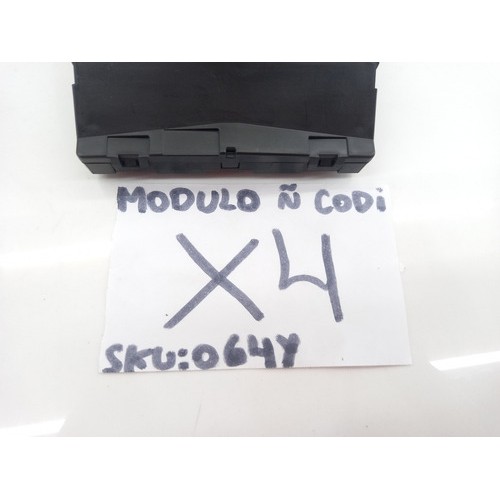 MODULO Ñ CODi
X4
SKU:064Y